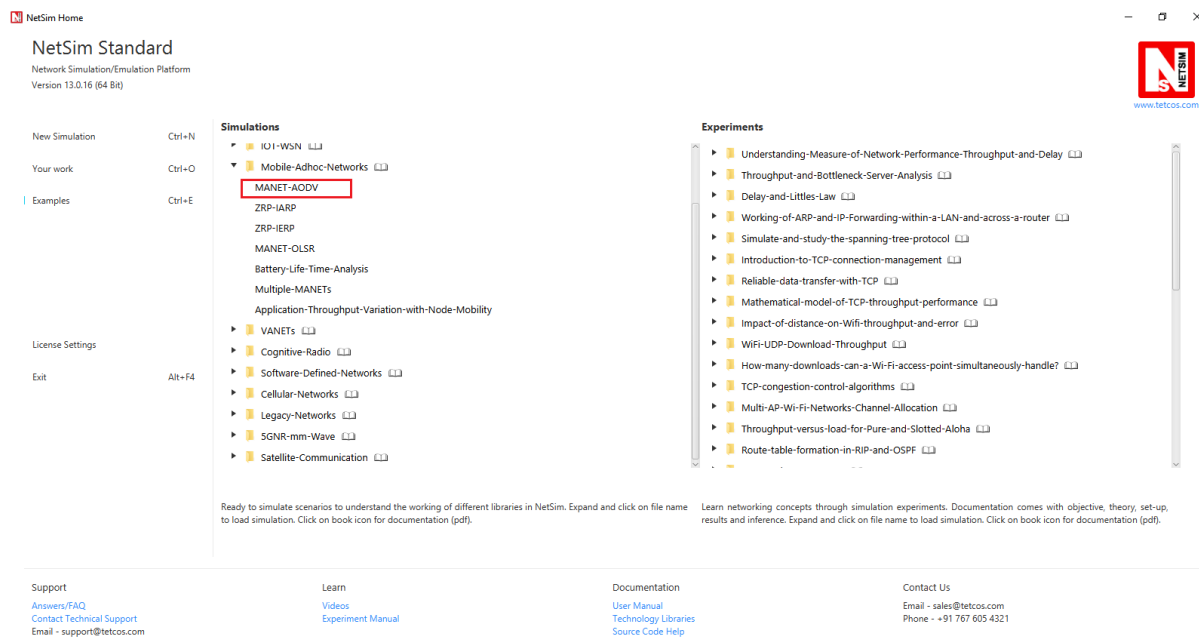 NetSim Home
NetSim Standard
Network Simulation/Emulation Platform
Version 13.0.16 (64 Bit)
NETSIM
www.tetcos.com
New Simulation Ctrl+N
Your work Ctrl+O
Examples Ctrl+E
License Settings
Exit Alt+F4
Simulations
IOT-WSN
Mobile-Adhoc-Networks
MANET-AODV
ZRP-IARP
ZRP-IERP
MANET-OLSR
Battery-Life-Time-Analysis
Multiple-MANETs
Application-Throughput-Variation-with-Node-Mobility
VANETs
Cognitive-Radio
Software-Defined-Networks
Cellular-Networks
Legacy-Networks
5GNR-mm-Wave
Satellite-Communication
Ready to simulate scenarios to understand the working of different libraries in NetSim. Expand and click on file name
to load simulation. Click on book icon for documentation (pdf).
Experiments
Understanding-Measure-of-Network-Performance-Throughput-and-Delay
Throughput-and-Bottleneck-Server-Analysis
Delay-and-Littles-Law
Working-of-ARP-and-IP-Forwarding-within-a-LAN-and-across-a-router
Simulate-and-study-the-spanning-tree-protocol
Introduction-to-TCP-connection-management
Reliable-data-transfer-with-TCP
Mathematical-model-of-TCP-throughput-performance
Impact-of-distance-on-Wifi-throughput-and-error
WiFi-UDP-Download-Throughput
How-many-downloads-can-a-Wi-Fi-access-point-simultaneously-handle?
TCP-congestion-control-algorithms
Multi-AP-Wi-Fi-Networks-Channel-Allocation
Throughput-versus-load-for-Pure-and-Slotted-Aloha
Route-table-formation-in-RIP-and-OSPF
Learn networking concepts through simulation experiments. Documentation comes with objective, theory, set-up,
results and inference. Expand and click on file name to load simulation. Click on book icon for documentation (pdf).
Support
Answers/FAQ
Contact Technical Support
Email - support@tetcos.com
Learn
Videos
Experiment Manual
Documentation
User Manual
Technology Libraries
Source Code Help
Contact Us
Email - sales@tetcos.com
Phone - +91 767 605 4321